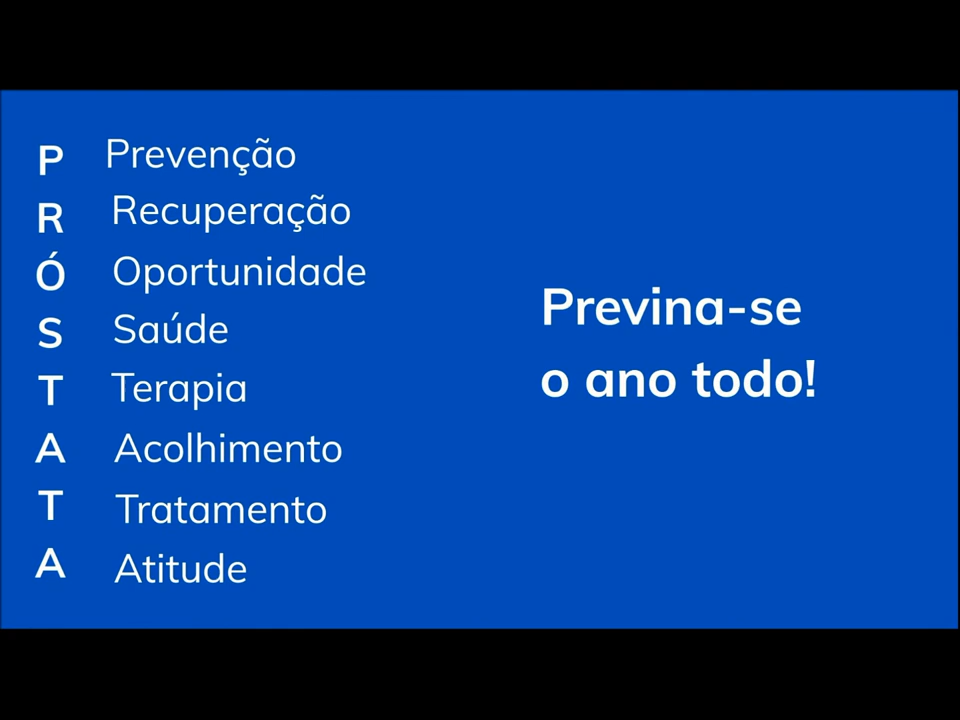 P Prevenção
R Recuperação
Ó Oportunidade
S Saúde
T Terapia
A Acolhimento
T Tratamento
A Atitude
Previna-se
o ano todo!